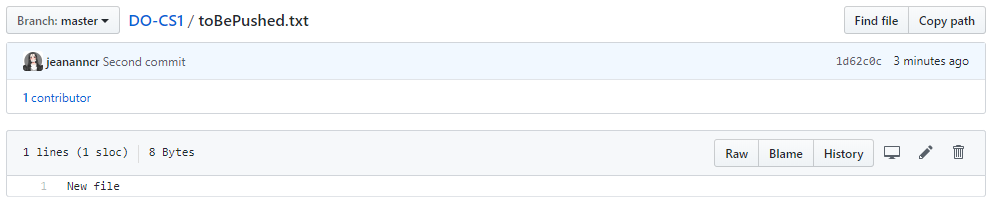 Branch: master DO-CS1 / toBePushed.txt Find file Copy path
jeananncr Second commit 1d62c0c 3 minutes ago
1 contributor
1 lines (1 sloc) 8 Bytes Raw Blame History
1 New file